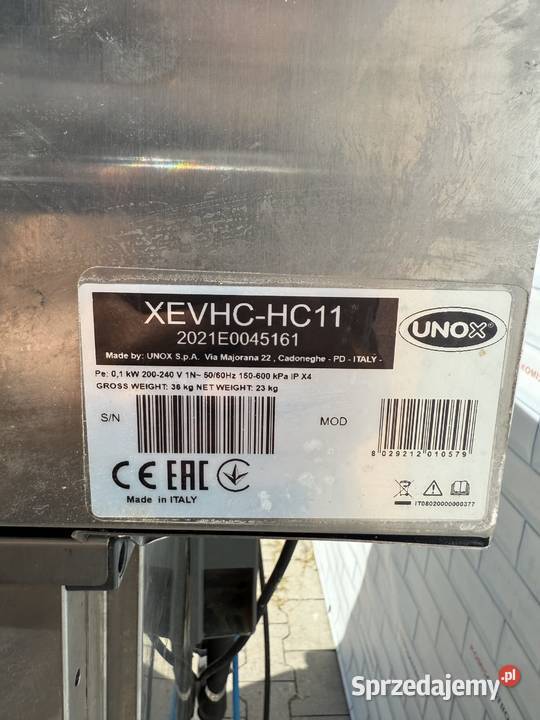 XEVHC-HC11
2021E0045161
Made by: UNOX S.p.A. Via Majorana 22 , Cadoneghe - PD - ITALY -
UNOX
Pe: 0,1 kW 200-240 V 1N~ 50/60Hz 150-600 kPa IP X4
GROSS WEIGHT: 36 kg NET WEIGHT: 23 kg
S/N
MOD
8 029212 010579
CE EAC
Made in ITALY
IT08020000000377
Sprzedajemy.pl